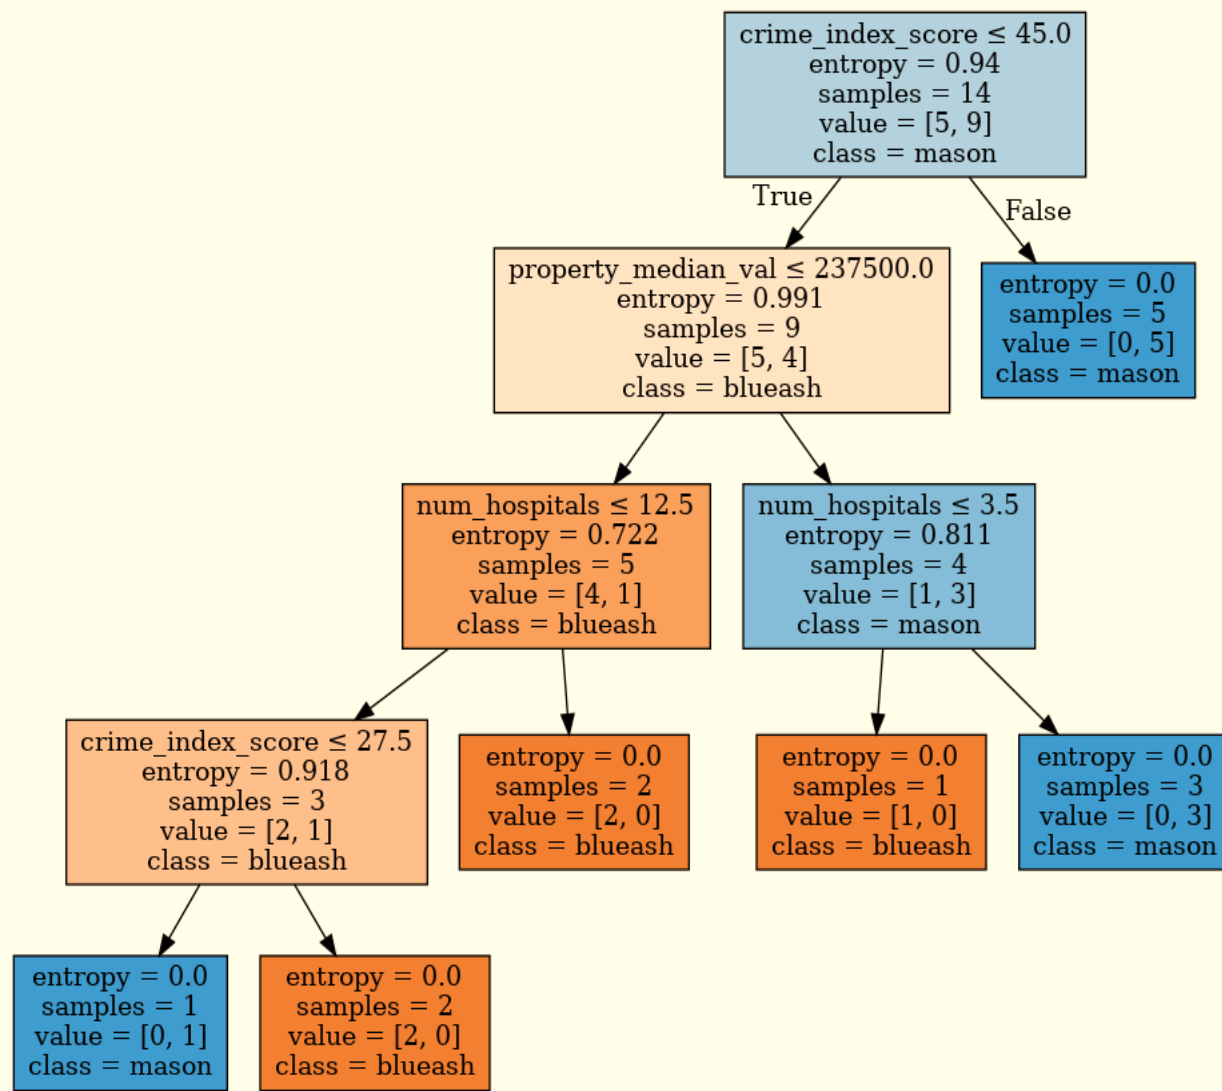 crime_index_score ≤ 45.0
entropy = 0.94
samples = 14
value = [5, 9]
class = mason
True
False
property_median_val ≤ 237500.0
entropy = 0.991
samples = 9
value = [5, 4]
class = blueash
entropy = 0.0
samples = 5
value = [0, 5]
class = mason
num_hospitals ≤ 12.5
entropy = 0.722
samples = 5
value = [4, 1]
class = blueash
num_hospitals ≤ 3.5
entropy = 0.811
samples = 4
value = [1, 3]
class = mason
crime_index_score ≤ 27.5
entropy = 0.918
samples = 3
value = [2, 1]
class = blueash
entropy = 0.0
samples = 2
value = [2, 0]
class = blueash
entropy = 0.0
samples = 1
value = [1, 0]
class = blueash
entropy = 0.0
samples = 3
value = [0, 3]
class = mason
entropy = 0.0
samples = 1
value = [0, 1]
class = mason
entropy = 0.0
samples = 2
value = [2, 0]
class = blueash